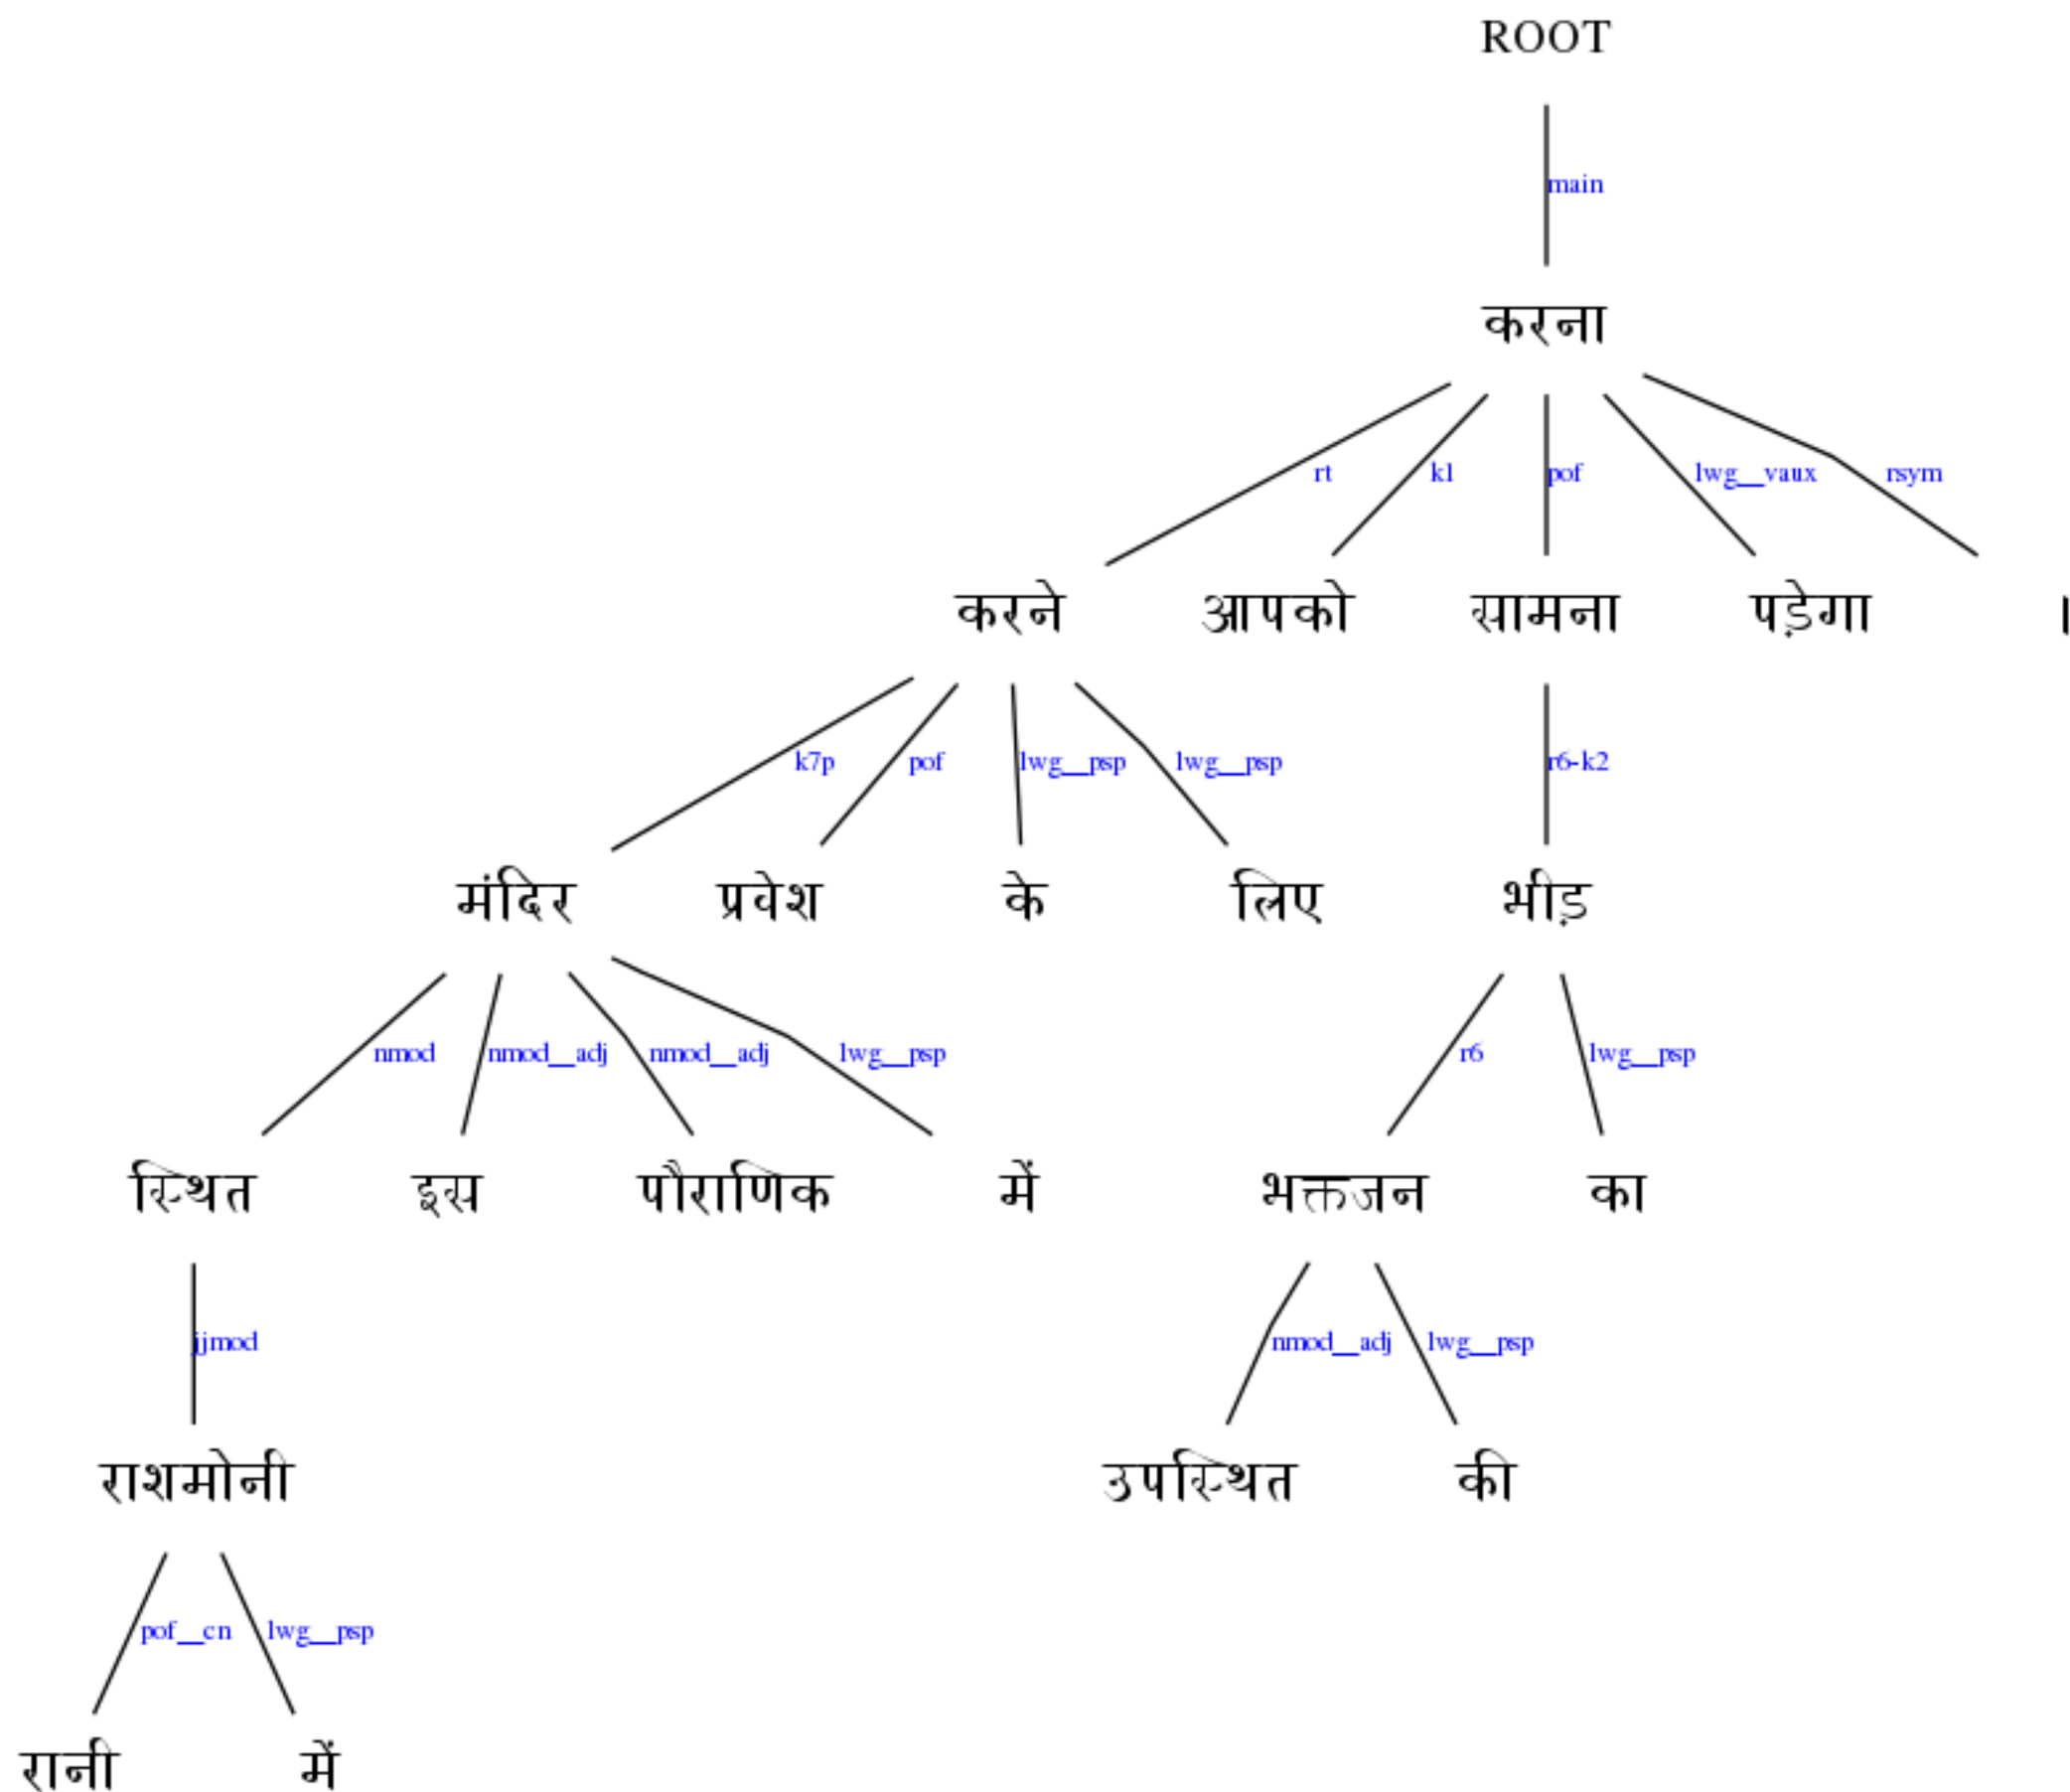 ROOT
main
करना
rt k1 pof lwg__vaux rsym
करने आपको सामना पड़ेगा ।
k7p pof lwg__psp lwg__psp r6-k2
मंदिर प्रवेश के लिए भीड़
nmod nmod__adj nmod__adj lwg__psp r6 lwg__psp
स्थित इस पौराणिक में भक्तजन का
jjmod nmod__adj lwg__psp
राशमोनी उपस्थित की
pof__cn lwg__psp
रानी में